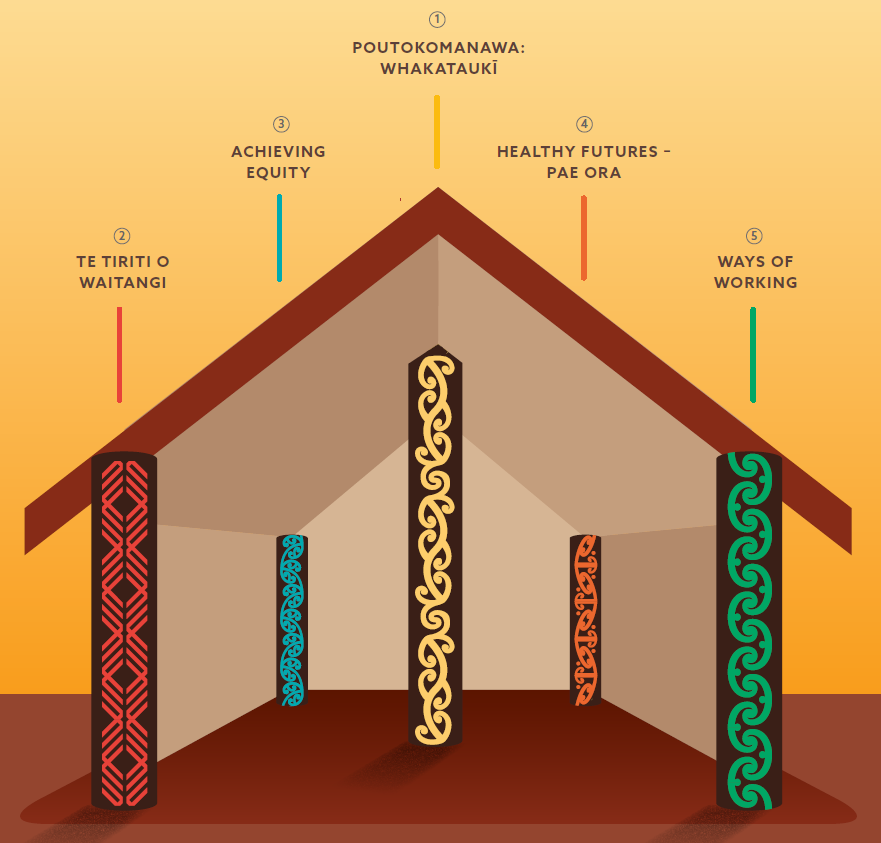 ①
POUTOKOMANAWA:
WHAKATAUKĪ
③
ACHIEVING
EQUITY
④
HEALTHY FUTURES –
PAE ORA
②
TE TIRITI O
WAITANGI
⑤
WAYS OF
WORKING